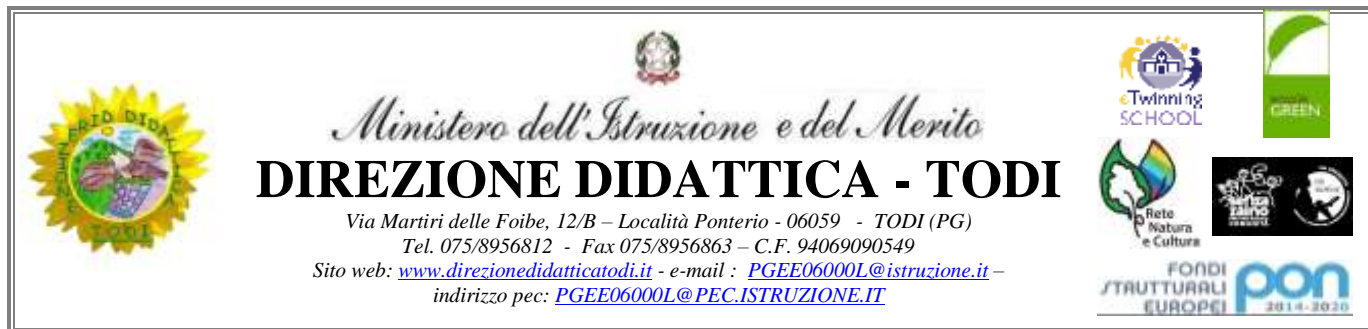 Ministero dell'Istruzione e del Merito
DIREZIONE DIDATTICA - TODI
Via Martiri delle Foibe, 12/B – Località Ponterio - 06059 - TODI (PG)
Tel. 075/8956812 - Fax 075/8956863 – C.F. 94069090549
Sito web: www.direzionedidatticatodi.it - e-mail : PGEE06000L@istruzione.it –
indirizzo pec: PGEE06000L@PEC.ISTRUZIONE.IT
TODI
eTwinning
SCHOOL
GREEN
Rete
Natura
e Cultura
senza
zaino
FONDI
STRUTTURALI
EUROPEI
pon
2014-2020